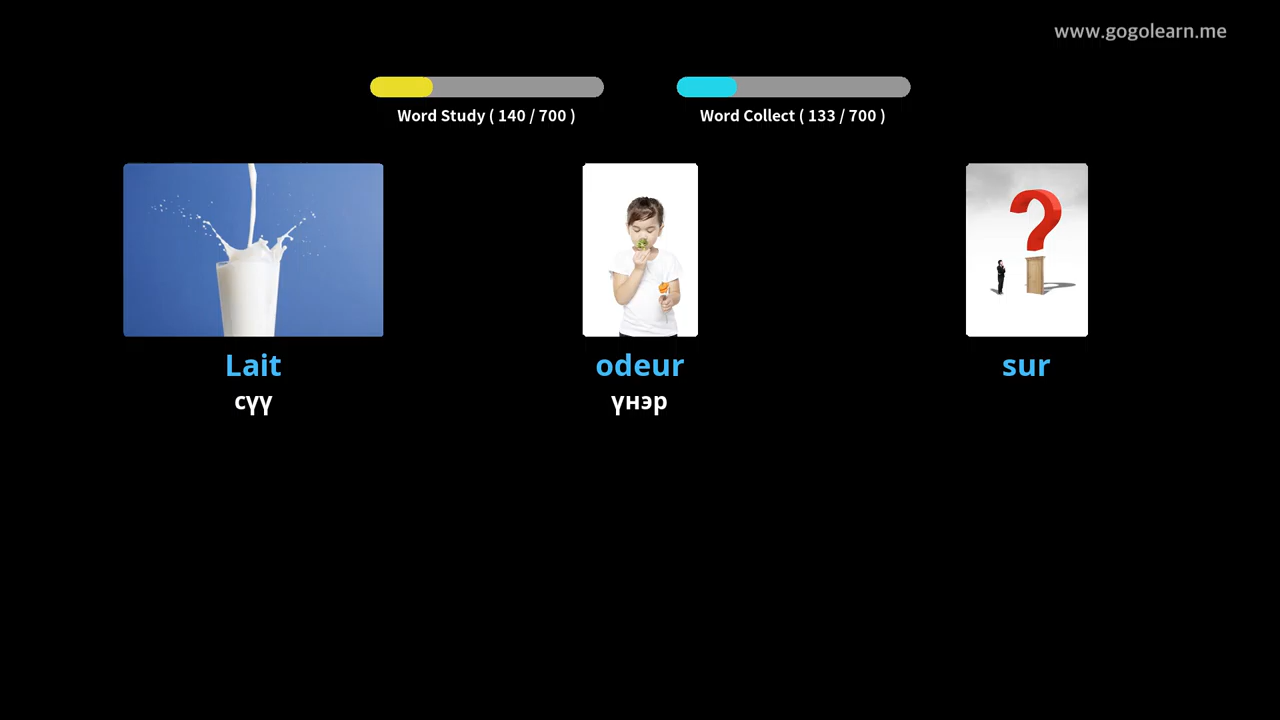 www.gogolearn.me
Word Study ( 140 / 700 )
Word Collect ( 133 / 700 )
Lait
odeur
sur
сүү
үнэр